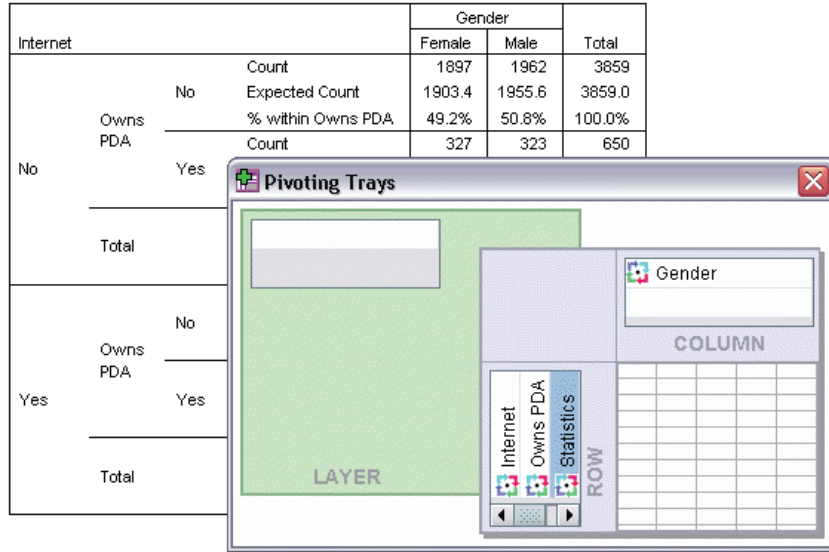 Gender
Internet Female Male Total
Count 1897 1962 3859
No Expected Count 1903.4 1955.6 3859.0
Owns PDA % within Owns PDA 49.2% 50.8% 100.0%
Count 327 323 650
No Yes
Total
Pivoting Trays
Gender
COLUMN
Internet
Owns PDA
Statistics
ROW
LAYER
No
Owns PDA
Yes Yes
Total